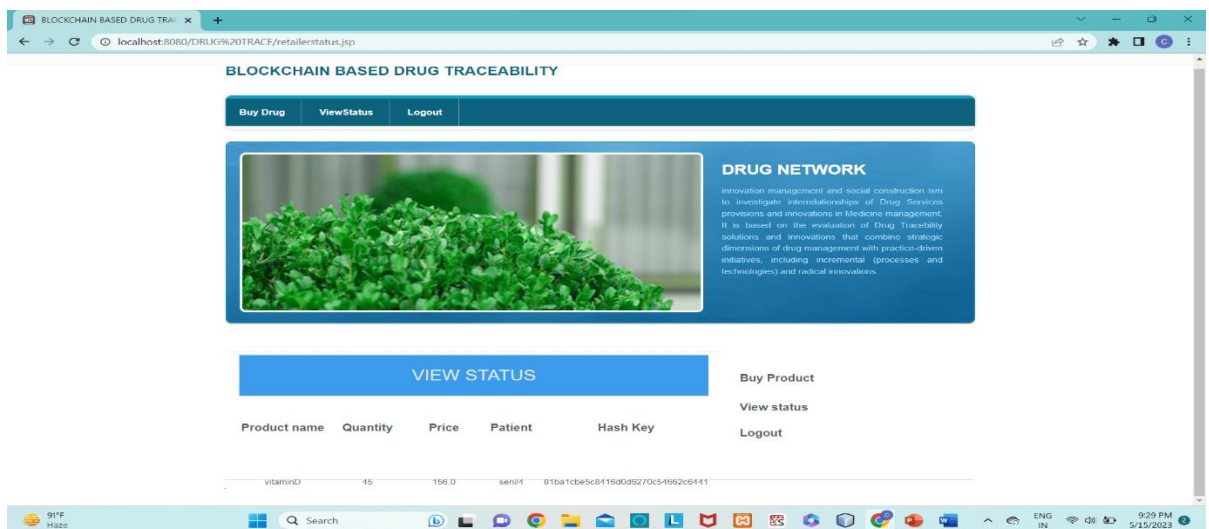 BLOCKCHAIN BASED DRUG TRAC
localhost:8080/DRUG%20TRACE/retailerstatus.jsp
BLOCKCHAIN BASED DRUG TRACEABILITY
Buy Drug ViewStatus Logout
DRUG NETWORK
innovation management and social construction ism
to investigate interrelationships of Drug Services
provisions and innovations in Medicine management.
It is based on the evaluation of Drug Tracebility
solutions and innovations that combine strategic
dimensions of drug management with practice-driven
initiatives, including incremental (processes and
technologies) and radical innovations
VIEW STATUS
Product name Quantity Price Patient Hash Key
vitaminD 45 156.0 senil4 81ba1cbe5c8416d0d6270c54662c6441
Buy Product
View status
Logout
91°F
Haze
Search
ENG
IN
9:29 PM
5/15/2023
2